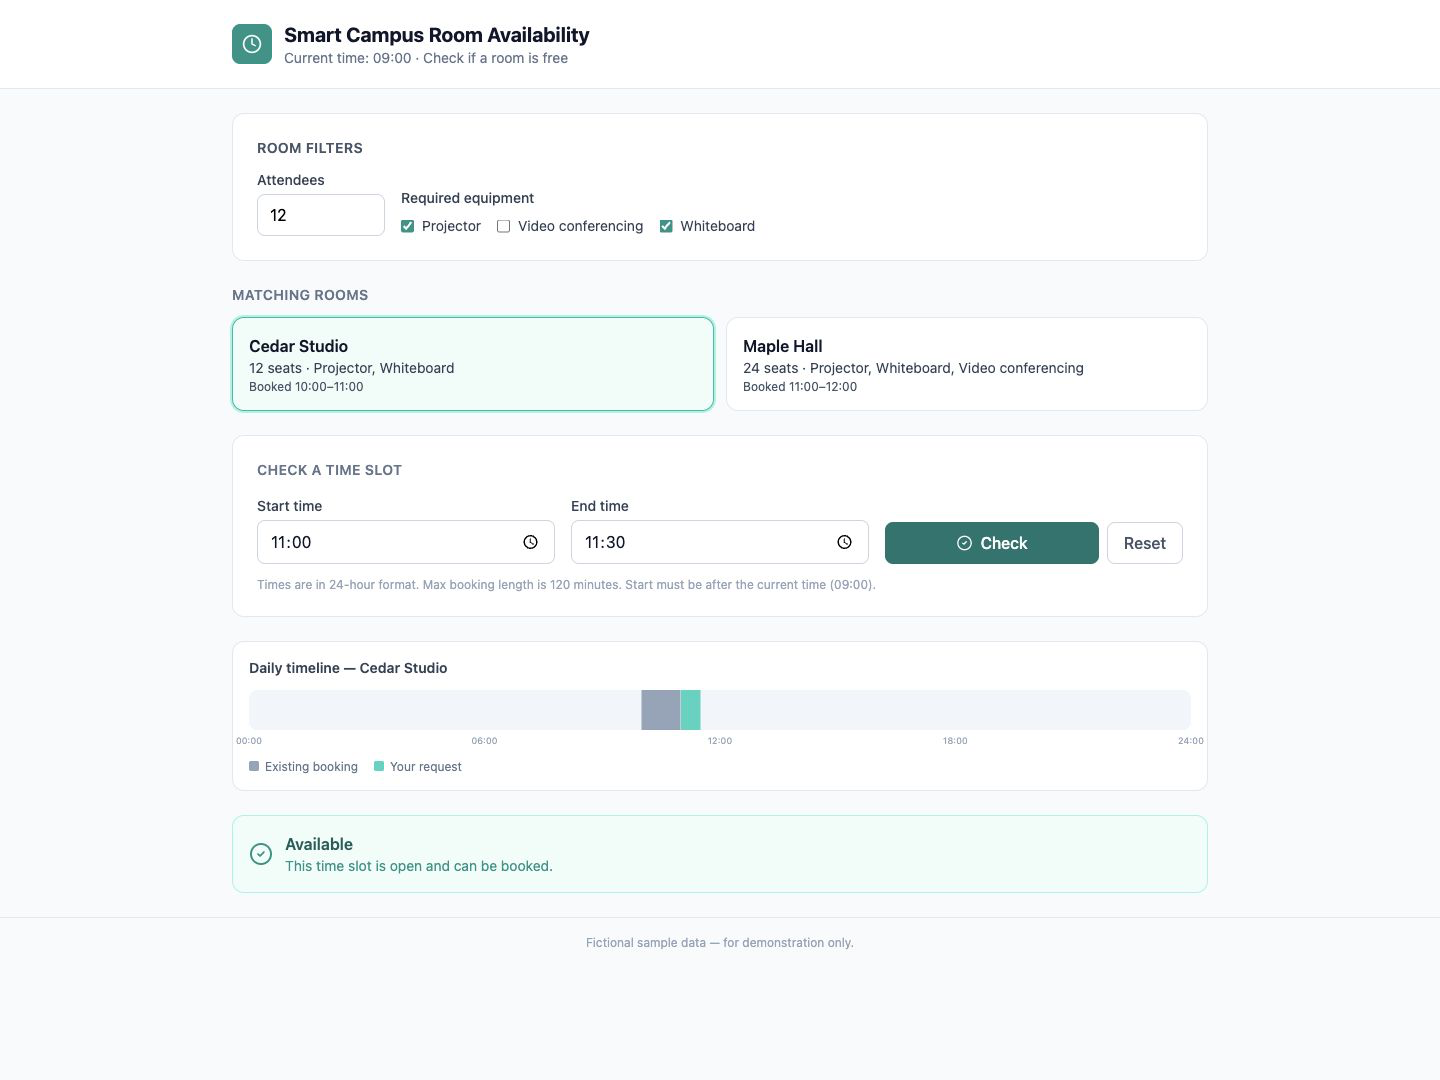 Smart Campus Room Availability
Current time: 09:00 · Check if a room is free
ROOM FILTERS
Attendees
12
Required equipment
Projector
Video conferencing
Whiteboard
MATCHING ROOMS
Cedar Studio
12 seats · Projector, Whiteboard
Booked 10:00–11:00
Maple Hall
24 seats · Projector, Whiteboard, Video conferencing
Booked 11:00–12:00
CHECK A TIME SLOT
Start time
11:00
End time
11:30
Check
Reset
Times are in 24-hour format. Max booking length is 120 minutes. Start must be after the current time (09:00).
Daily timeline — Cedar Studio
00:00
06:00
12:00
18:00
24:00
Existing booking
Your request
Available
This time slot is open and can be booked.
Fictional sample data — for demonstration only.